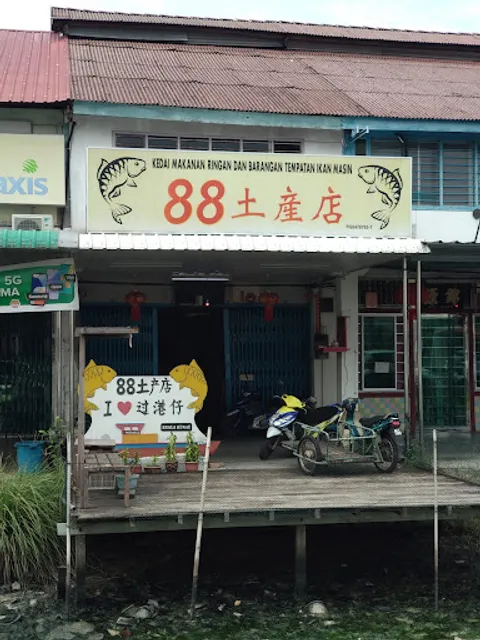 KEDAI MAKANAN RINGAN DAN BARANGAN TEMPATAN IKAN MASIN
88土産店
axis
5G
MA
88土产店
I ❤ 过港仔